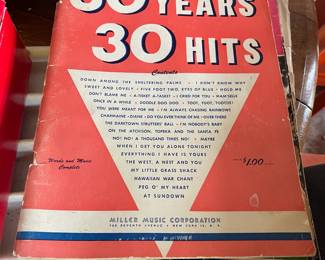 YEARS
30 HITS
Contents
DOWN AMONG THE SHELTERING PALMS • I DON'T KNOW WHY
SWEET AND LOVELY • FIVE FOOT TWO, EYES OF BLUE • HOLD ME
DON'T BLAME ME • A-TISKET A-TASKET • I CRIED FOR YOU • MAM'SELLE
ONCE IN A WHILE • DOODLE DOO DOO • TOOT, TOOT, TOOTSIE!
YOU WERE MEANT FOR ME • I'M ALWAYS CHASING RAINBOWS
CHARMAINE • DIANE • DO YOU EVER THINK OF ME • OVER THERE
THE DARKTOWN STRUTTERS' BALL • I'M NOBODY'S BABY
ON THE ATCHISON, TOPEKA AND THE SANTA FE
NO! NO! A THOUSAND TIMES NO! • MAYBE
WHEN I GET YOU ALONE TONIGHT
EVERYTHING I HAVE IS YOURS
THE WEST, A NEST AND YOU
MY LITTLE GRASS SHACK
HAWAIIAN WAR CHANT
PEG O' MY HEART
AT SUNDOWN
Words and Music
Complete
$1.00
MILLER MUSIC CORPORATION
NEW YORK 19, N. Y.